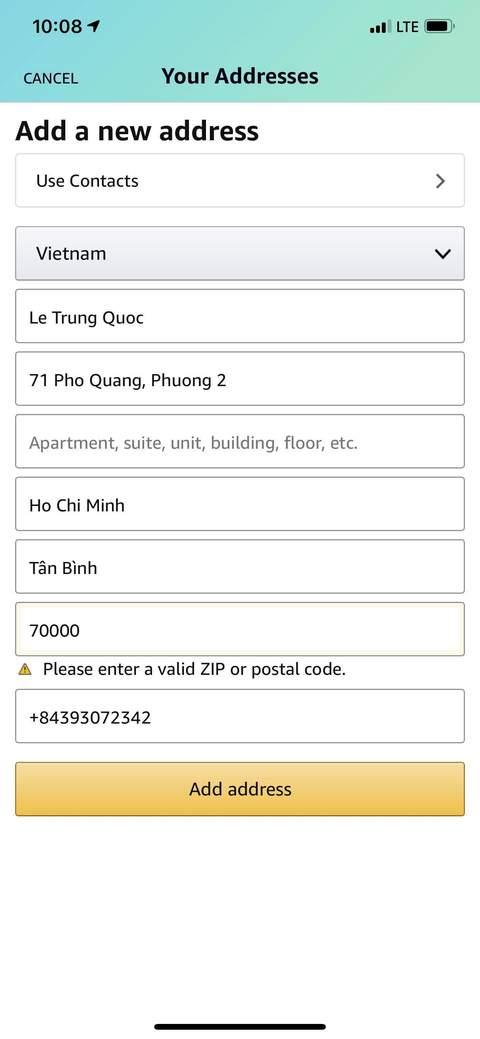 10:08
LTE
CANCEL
Your Addresses
Add a new address
Use Contacts
Vietnam
Le Trung Quoc
71 Pho Quang, Phuong 2
Apartment, suite, unit, building, floor, etc.
Ho Chi Minh
Tân Bình
70000
Please enter a valid ZIP or postal code.
+84393072342
Add address